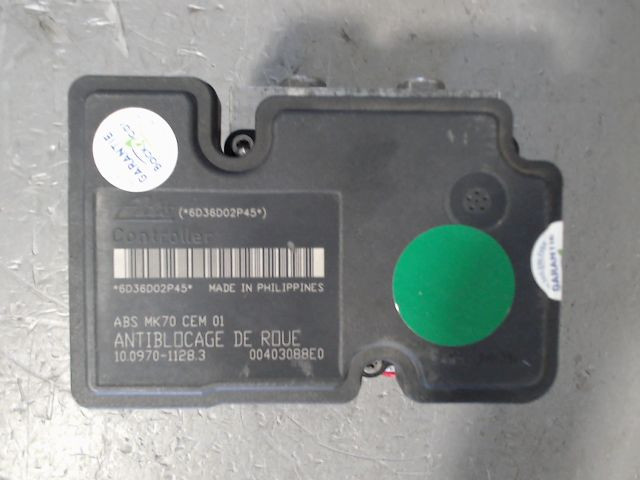 GARANTIE
(*6D36D02P45*)
Controller
*6D36D02P45* MADE IN PHILIPPINES
ABS MK70 CEM 01
ANTIBLOCAGE DE ROUE
10.0970-1128.3 00403088E0
GARANTIE